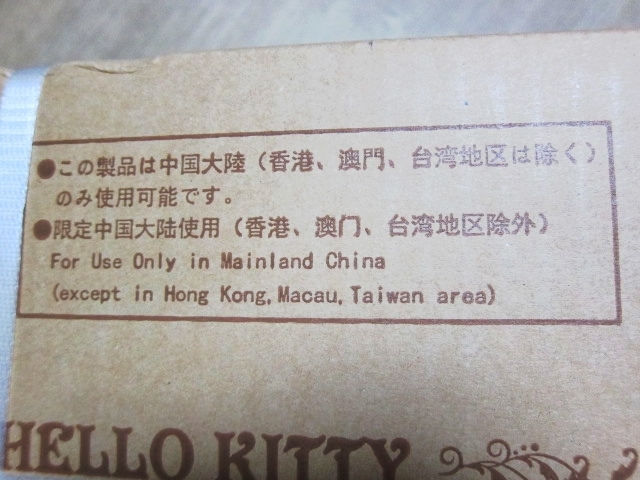 ●この製品は中国大陸（香港、澳門、台湾地区は除く）
のみ使用可能です。
●限定中国大陆使用（香港、澳门、台湾地区除外）
For Use Only in Mainland China
(except in Hong Kong,Macau,Taiwan area)
HELLO KITTY